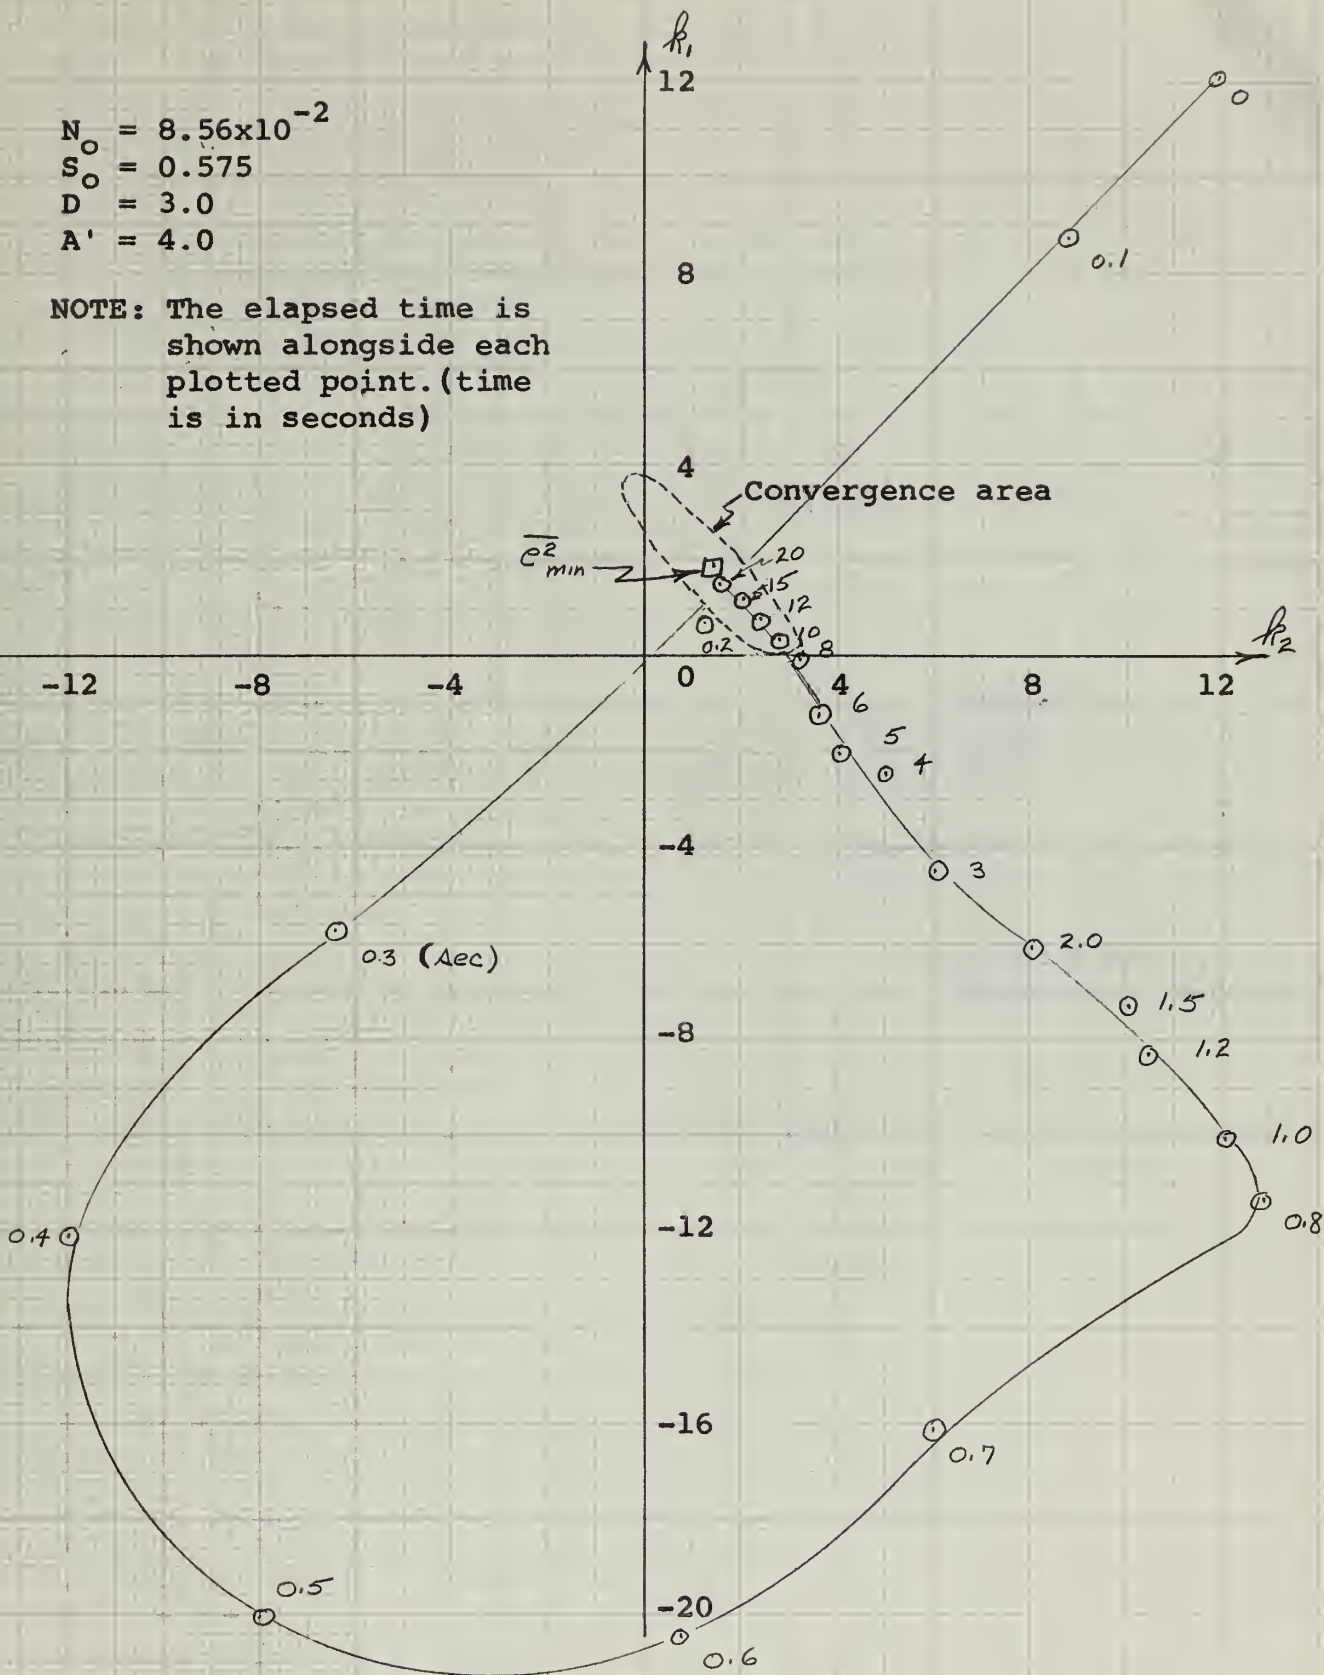 k₁
12
0
N_o = 8.56x10^-2
S_o = 0.575
D = 3.0
A' = 4.0
0.1
8
NOTE: The elapsed time is
shown alongside each
plotted point. (time
is in seconds)
4
Convergence area
e² min
20
15
12
10
8
0.2
k₂
-12
-8
-4
0
4
8
12
6
5
4
-4
3
0.3 (sec)
2.0
1.5
-8
1.2
1.0
0.4
-12
0.8
-16
0.7
0.5
-20
0.6